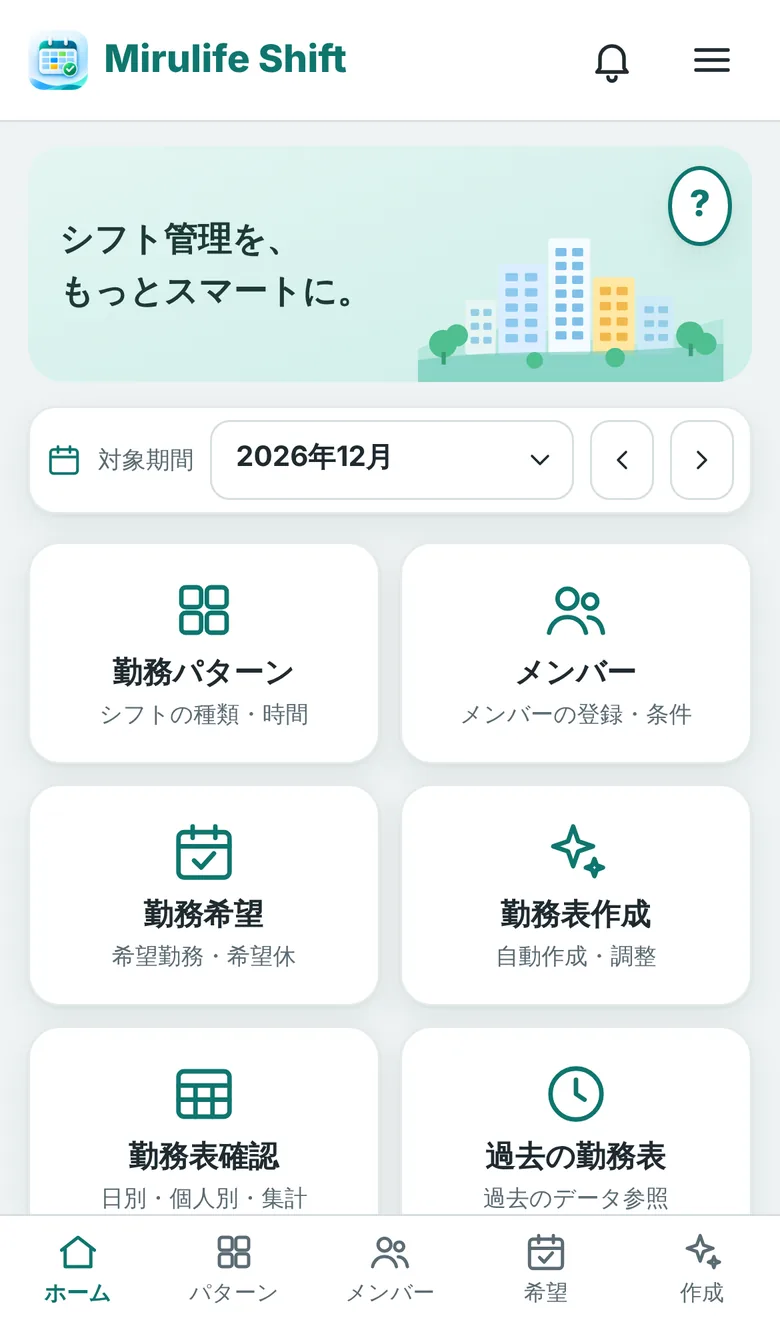 Mirulife Shift
シフト管理を、
もっとスマートに。
?
対象期間
2026年12月
勤務パターン
シフトの種類・時間
メンバー
メンバーの登録・条件
勤務希望
希望勤務・希望休
勤務表作成
自動作成・調整
勤務表確認
日別・個人別・集計
過去の勤務表
過去のデータ参照
ホーム
パターン
メンバー
希望
作成